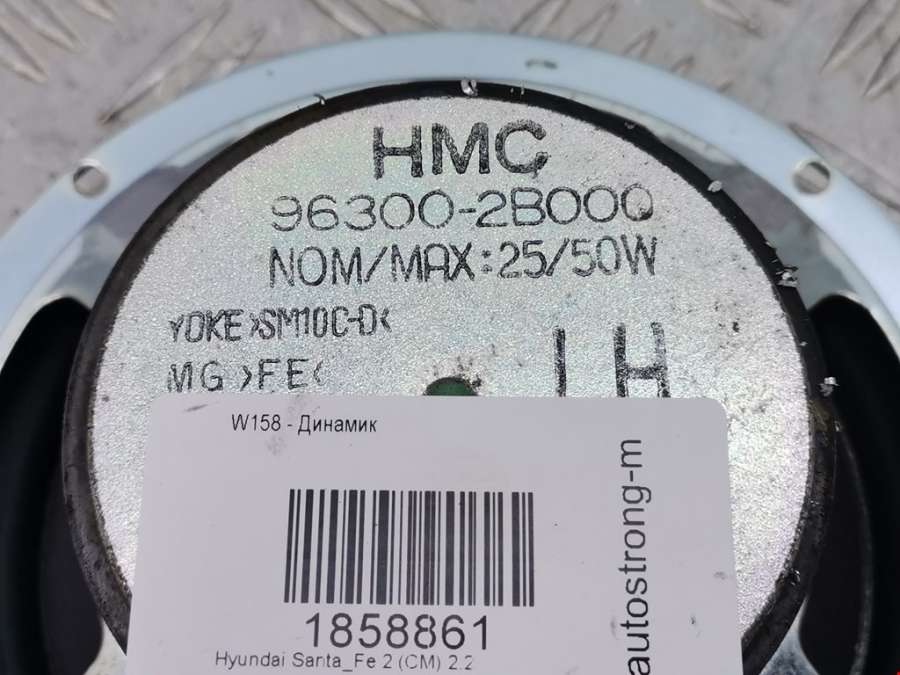 HMC
96300-2B000
NOM/MAX:25/50W
YOKE>SM10C-D<
MG>FE<
LH
W158 - Динамик
1858861
Hyundai Santa_Fe 2 (CM) 2.2
autostrong-m